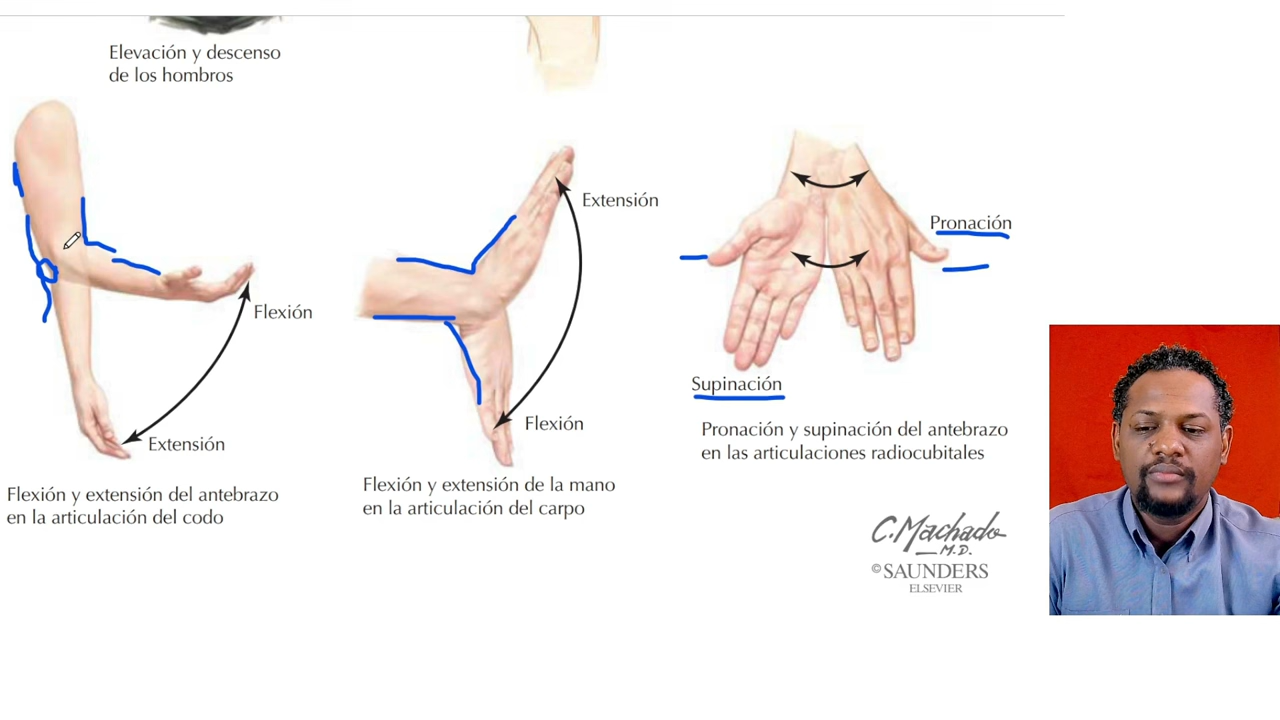 Elevación y descenso
de los hombros
Extensión
Pronación
Flexión
Supinación
Flexión
Extensión
Pronación y supinación del antebrazo
en las articulaciones radiocubitales
Flexión y extensión de la mano
en la articulación del carpo
Flexión y extensión del antebrazo
en la articulación del codo
C. Machado
M.D.
© SAUNDERS
ELSEVIER